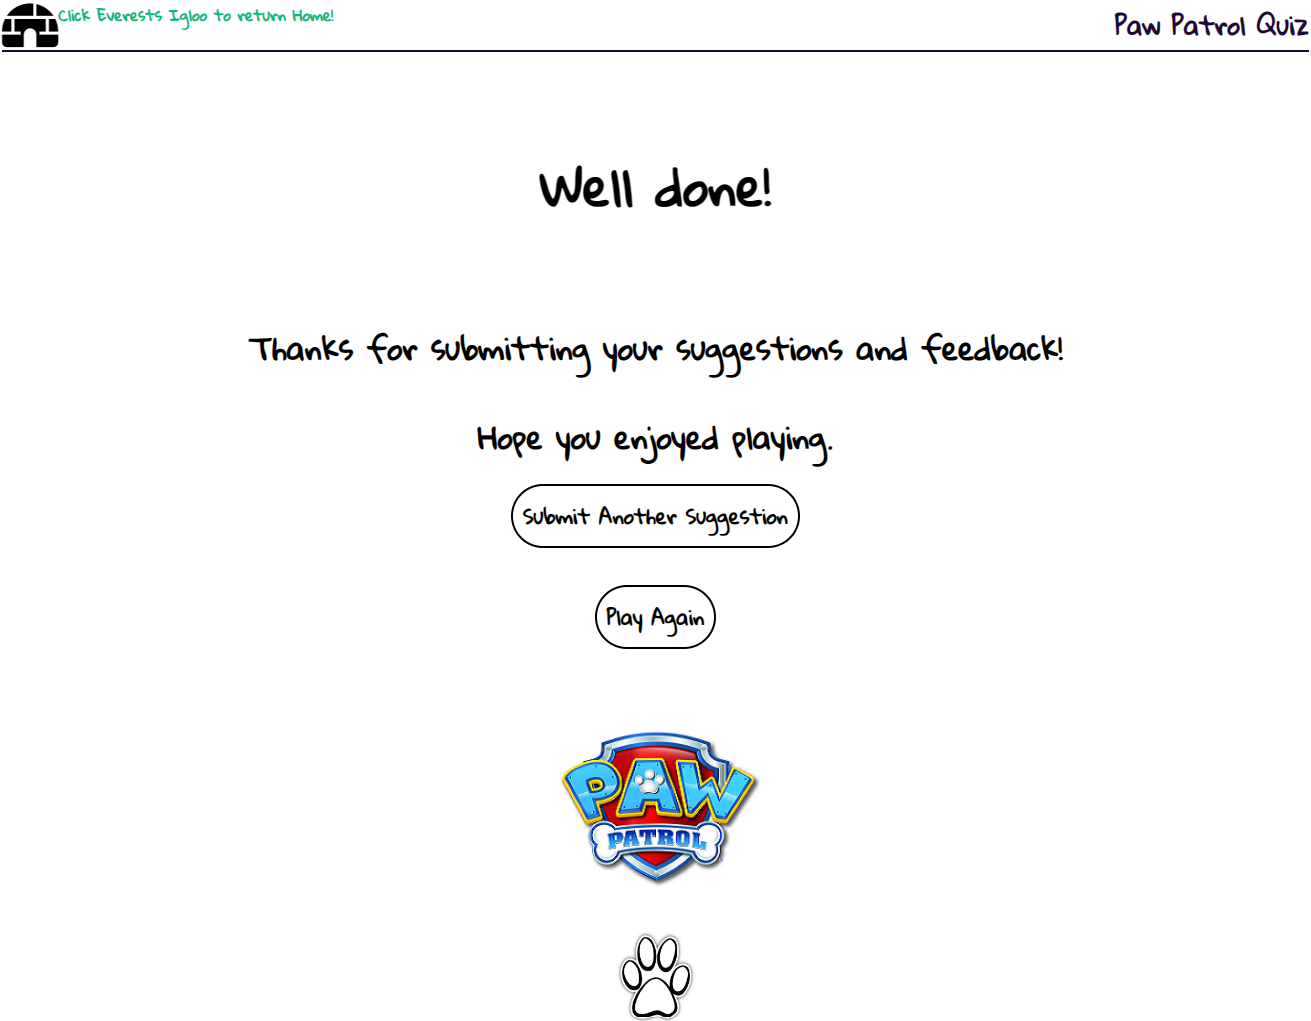 Click Everests Igloo to return Home!
Paw Patrol Quiz
Well done!
Thanks for submitting your suggestions and feedback!
Hope you enjoyed playing.
Submit Another Suggestion
Play Again
PAW
PATROL